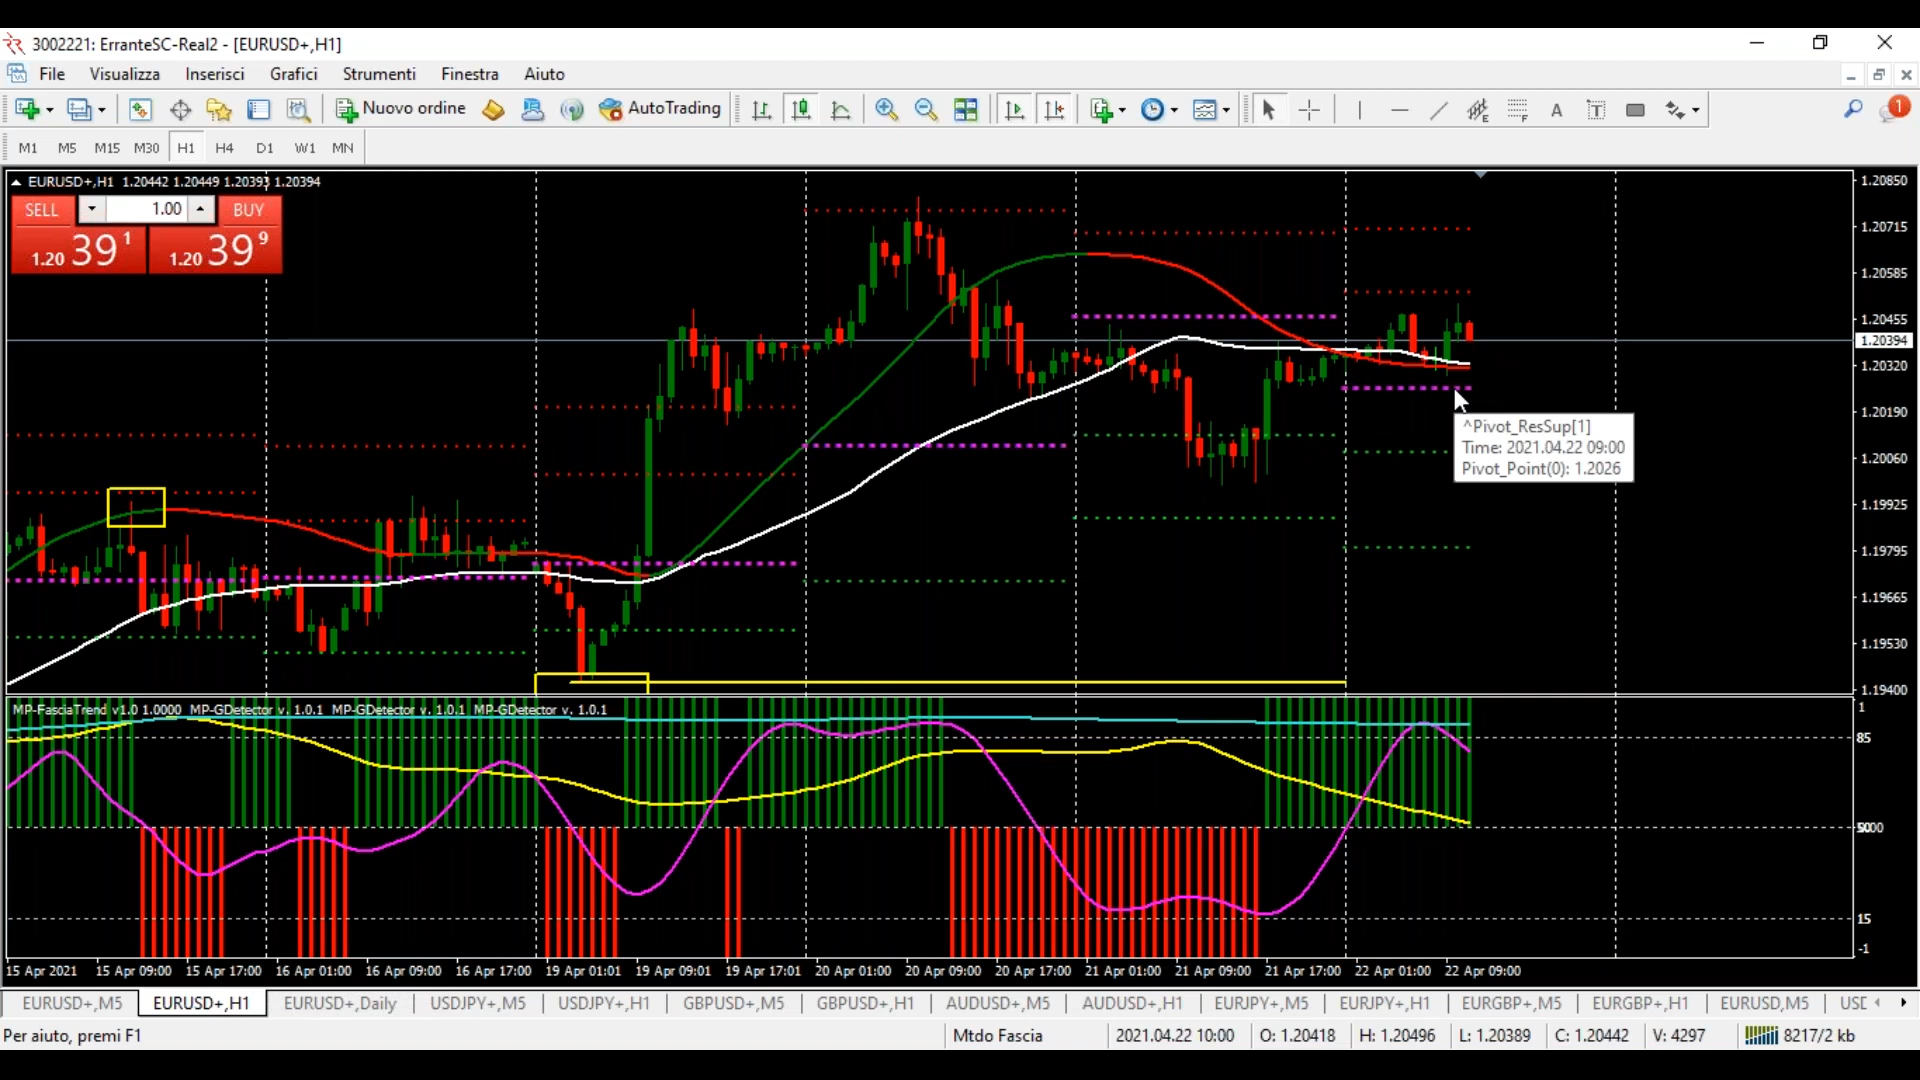 3002221: ErranteSC-Real2 - [EURUSD+,H1]
File Visualizza Inserisci Grafici Strumenti Finestra Aiuto
Nuovo ordine AutoTrading
M1 M5 M15 M30 H1 H4 D1 W1 MN
EURUSD+,H1 1.20442 1.20449 1.20393 1.20394
SELL 1.00 BUY
1.20 39 1 1.20 39 9
1.20850
1.20715
1.20585
1.20455
1.20394
1.20320
1.20190
1.20060
1.19925
1.19795
1.19665
1.19530
1.19400
^Pivot_ResSup[1]
Time: 2021.04.22 09:00
Pivot_Point(0): 1.2026
MP-FasciaTrend v1.0 1.0000 MP-GDetector v. 1.0.1 MP-GDetector v. 1.0.1 MP-GDetector v. 1.0.1
1
85
15
-1
15 Apr 2021 15 Apr 09:00 15 Apr 17:00 16 Apr 01:00 16 Apr 09:00 16 Apr 17:00 19 Apr 01:01 19 Apr 09:01 19 Apr 17:01 20 Apr 01:00 20 Apr 09:00 20 Apr 17:00 21 Apr 01:00 21 Apr 09:00 21 Apr 17:00 22 Apr 01:00 22 Apr 09:00
EURUSD+,M5 EURUSD+,H1 EURUSD+,Daily USDJPY+,M5 USDJPY+,H1 GBPUSD+,M5 GBPUSD+,H1 AUDUSD+,M5 AUDUSD+,H1 EURJPY+,M5 EURJPY+,H1 EURGBP+,M5 EURGBP+,H1 EURUSD,M5 USD
Per aiuto, premi F1 Mtdo Fascia 2021.04.22 10:00 O: 1.20418 H: 1.20496 L: 1.20389 C: 1.20442 V: 4297 8217/2 kb